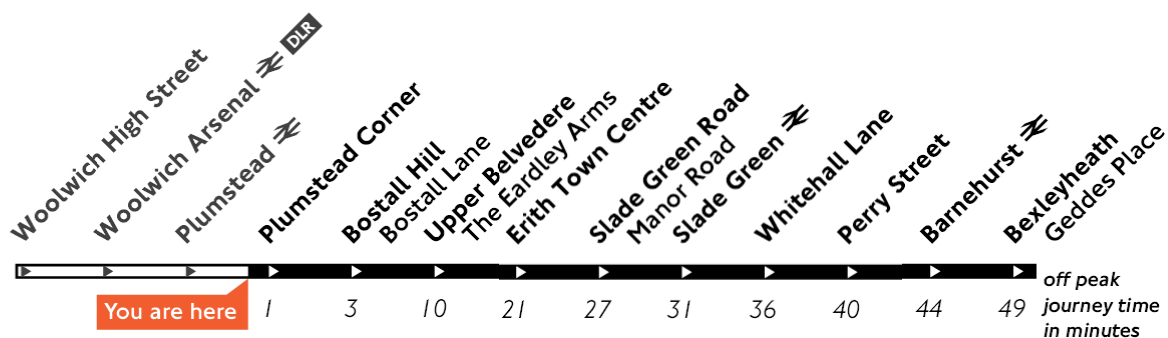 Woolwich High Street
Woolwich Arsenal DLR
Plumstead
Plumstead Corner
Bostall Hill
Bostall Lane
Upper Belvedere
The Eardley Arms
Erith Town Centre
Slade Green Road
Manor Road
Slade Green
Whitehall Lane
Perry Street
Barnehurst
Bexleyheath
Geddes Place
You are here
1 3 10 21 27 31 36 40 44 49
off peak
journey time
in minutes